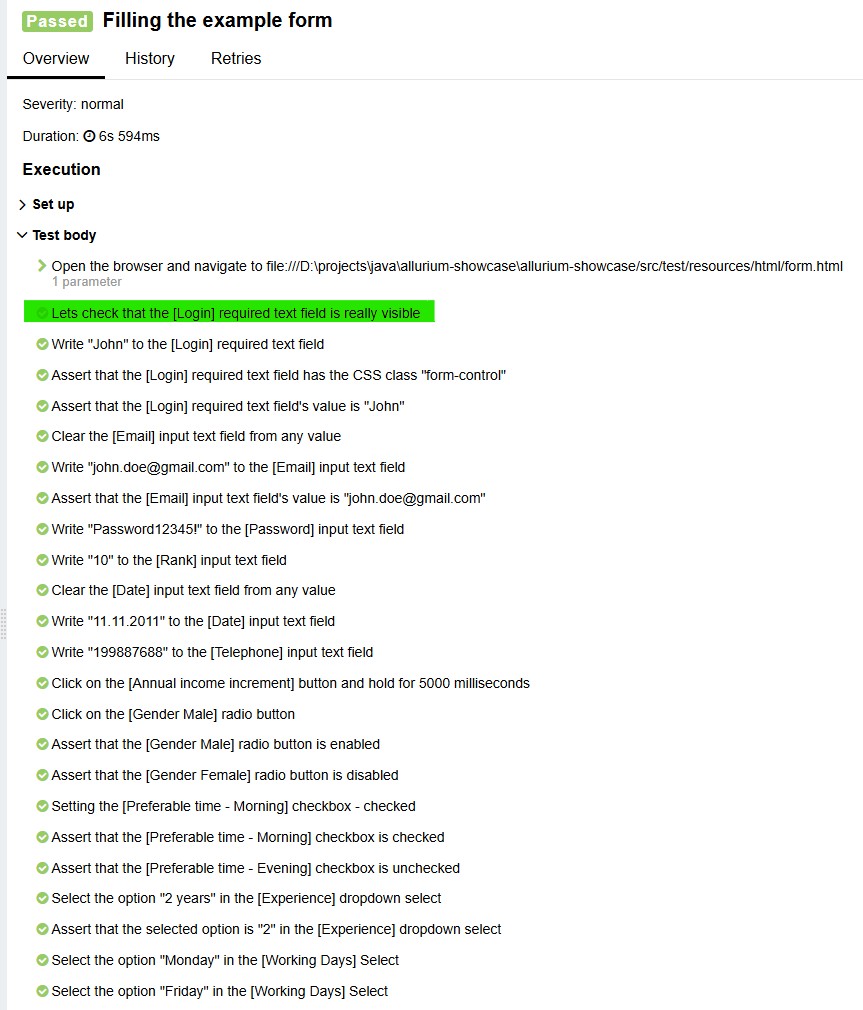 Passed Filling the example form
Overview History Retries
Severity: normal
Duration: 6s 594ms
Execution
Set up
Test body
Open the browser and navigate to file:///D:\projects\java\allurium-showcase\allurium-showcase/src/test/resources/html/form.html
1 parameter
Lets check that the [Login] required text field is really visible
Write "John" to the [Login] required text field
Assert that the [Login] required text field has the CSS class "form-control"
Assert that the [Login] required text field's value is "John"
Clear the [Email] input text field from any value
Write "john.doe@gmail.com" to the [Email] input text field
Assert that the [Email] input text field's value is "john.doe@gmail.com"
Write "Password12345!" to the [Password] input text field
Write "10" to the [Rank] input text field
Clear the [Date] input text field from any value
Write "11.11.2011" to the [Date] input text field
Write "199887688" to the [Telephone] input text field
Click on the [Annual income increment] button and hold for 5000 milliseconds
Click on the [Gender Male] radio button
Assert that the [Gender Male] radio button is enabled
Assert that the [Gender Female] radio button is disabled
Setting the [Preferable time - Morning] checkbox - checked
Assert that the [Preferable time - Morning] checkbox is checked
Assert that the [Preferable time - Evening] checkbox is unchecked
Select the option "2 years" in the [Experience] dropdown select
Assert that the selected option is "2" in the [Experience] dropdown select
Select the option "Monday" in the [Working Days] Select
Select the option "Friday" in the [Working Days] Select